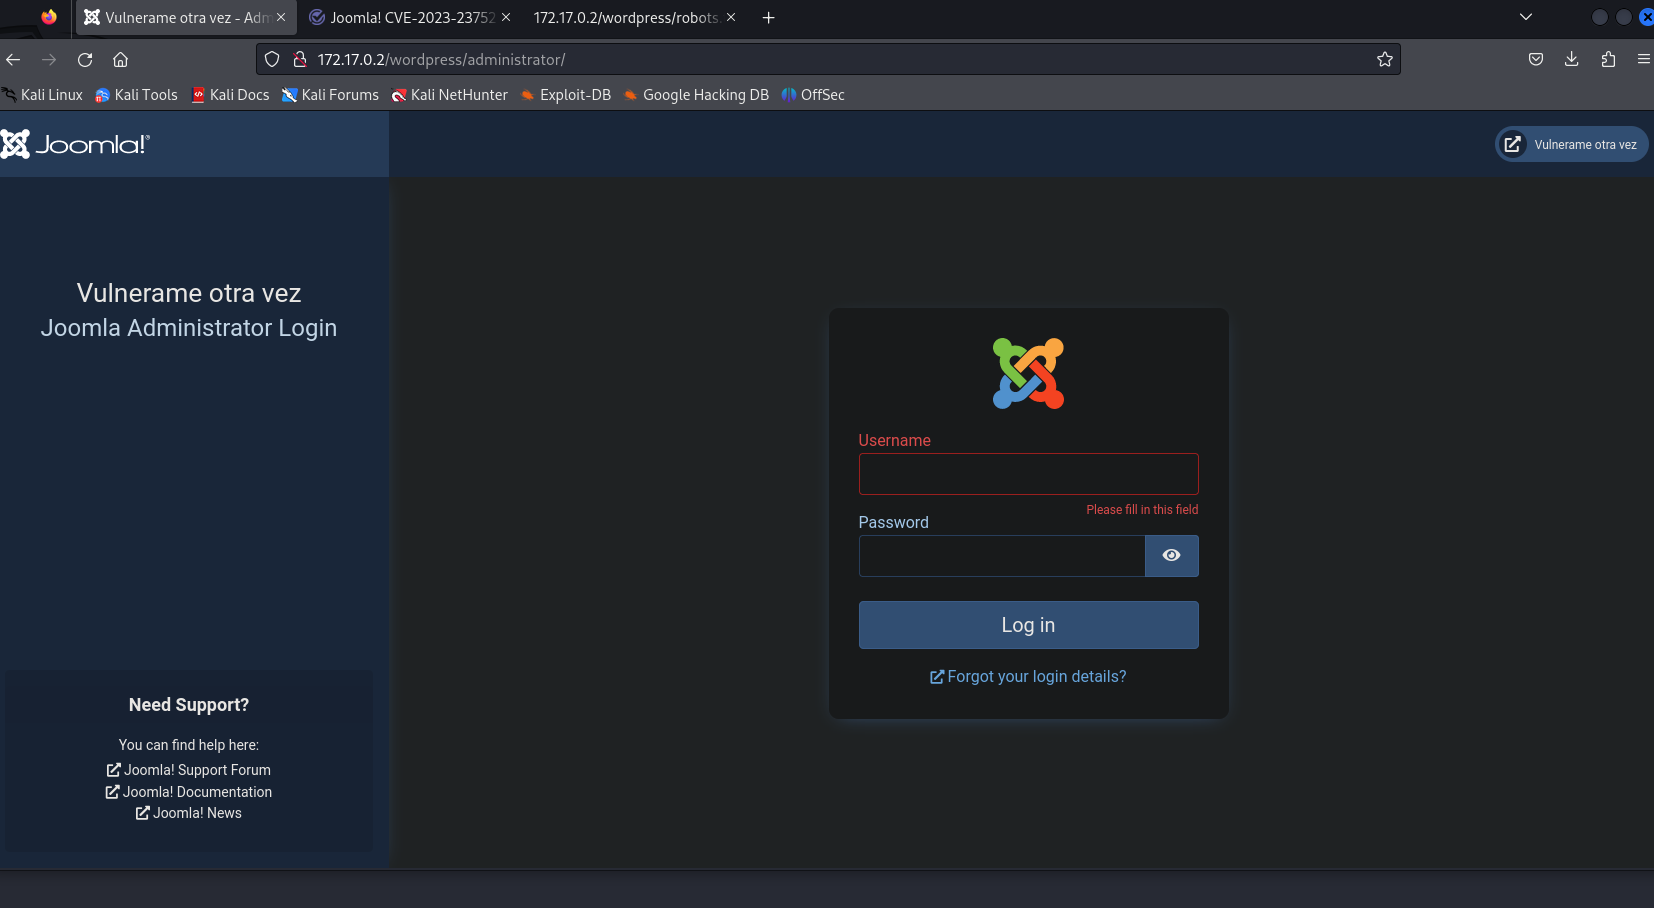 Vulnerame otra vez - Adm
Joomla! CVE-2023-23752
172.17.0.2/wordpress/robots.
172.17.0.2/wordpress/administrator/
Kali Linux
Kali Tools
Kali Docs
Kali Forums
Kali NetHunter
Exploit-DB
Google Hacking DB
OffSec
Joomla!®
Vulnerame otra vez
Vulnerame otra vez
Joomla Administrator Login
Username
Please fill in this field
Password
Log in
Forgot your login details?
Need Support?
You can find help here:
Joomla! Support Forum
Joomla! Documentation
Joomla! News